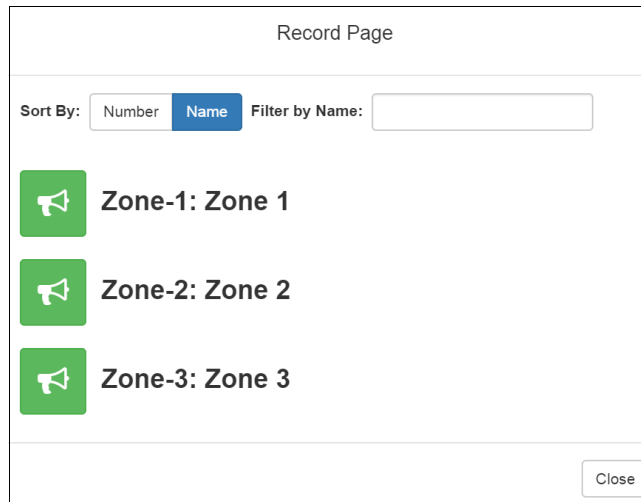 Record Page
Sort By: Number Name Filter by Name:
Zone-1: Zone 1
Zone-2: Zone 2
Zone-3: Zone 3
Close